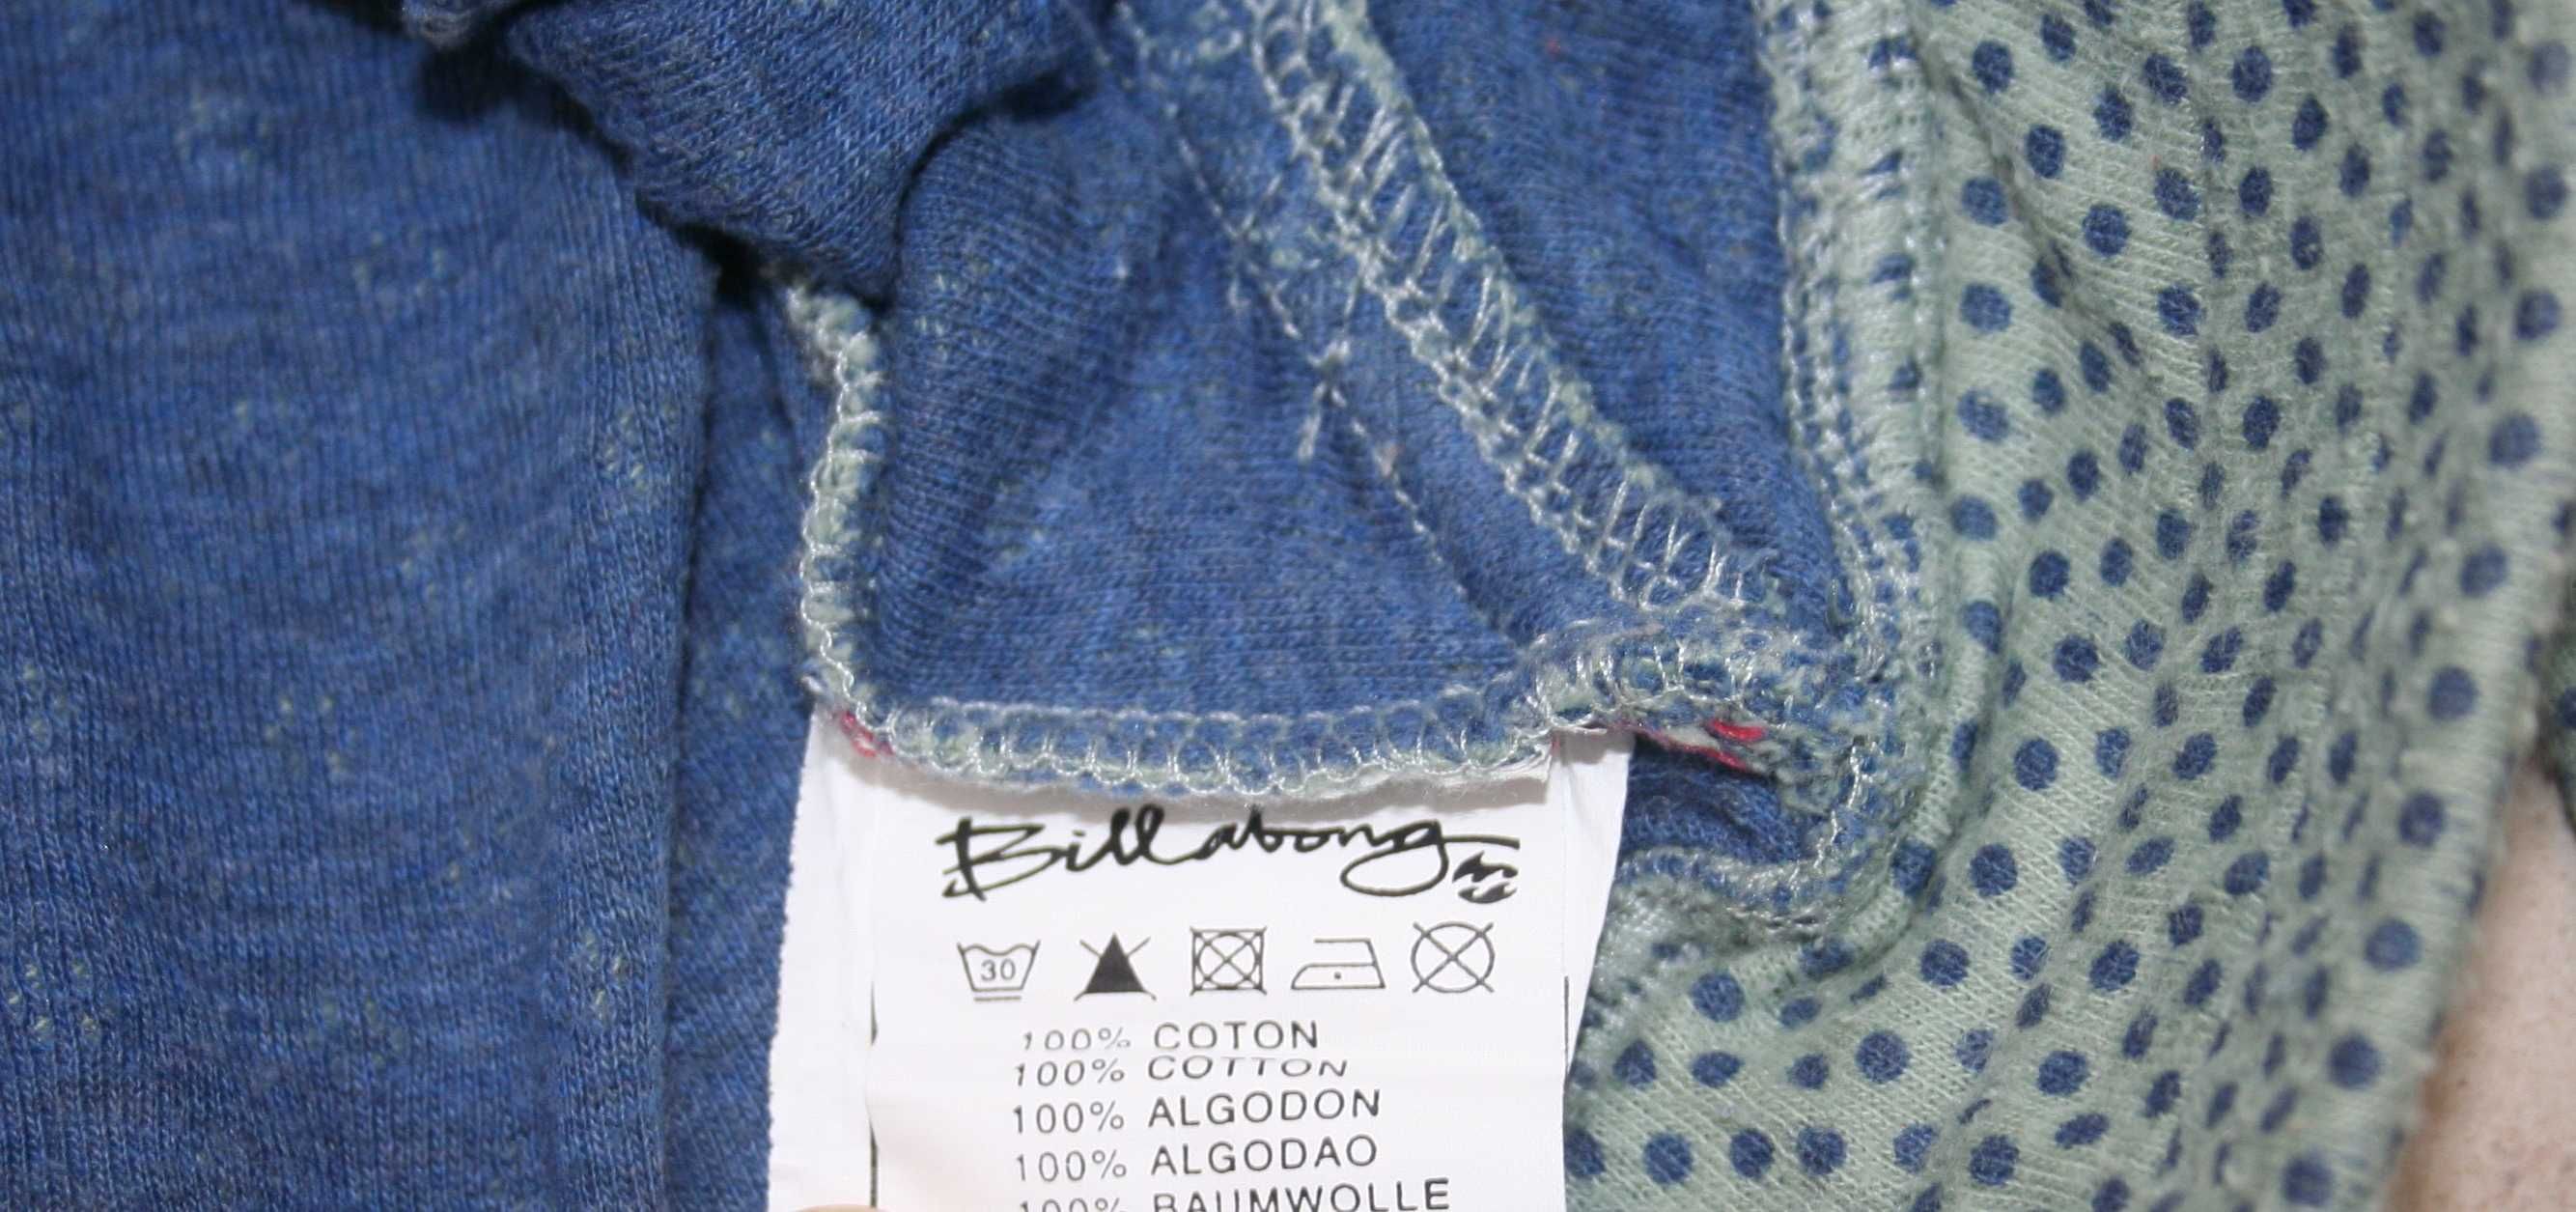 Billabong
30
100% COTON
100% COTTON
100% ALGODON
100% ALGODAO
100% BAUMWOLLE